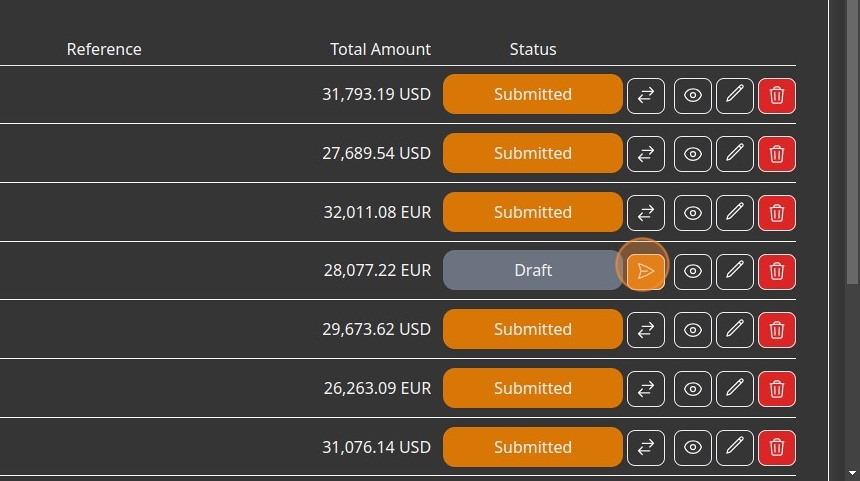 Reference Total Amount Status
31,793.19 USD Submitted
27,689.54 USD Submitted
32,011.08 EUR Submitted
28,077.22 EUR Draft
29,673.62 USD Submitted
26,263.09 EUR Submitted
31,076.14 USD Submitted